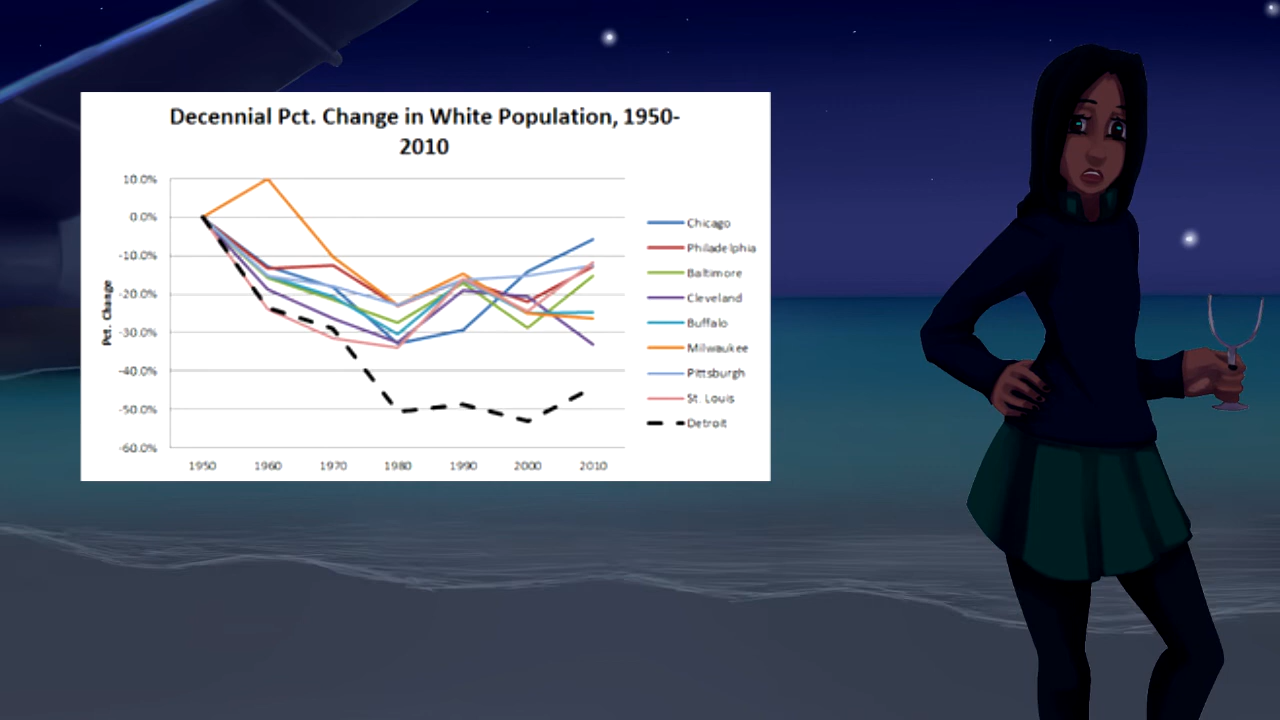 Decennial Pct. Change in White Population, 1950-
2010
10.0%
0.0%
-10.0%
-20.0%
-30.0%
-40.0%
-50.0%
-60.0%
Pct. Change
1950 1960 1970 1980 1990 2000 2010
Chicago
Philadelphia
Baltimore
Cleveland
Buffalo
Milwaukee
Pittsburgh
St. Louis
Detroit